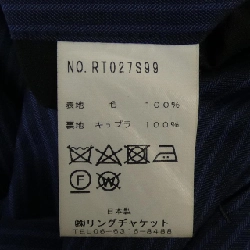 NO.RT027S99
表地 毛 100%
裏地 キュプラ 100%
F W
日本製
㈱リングヂャケット